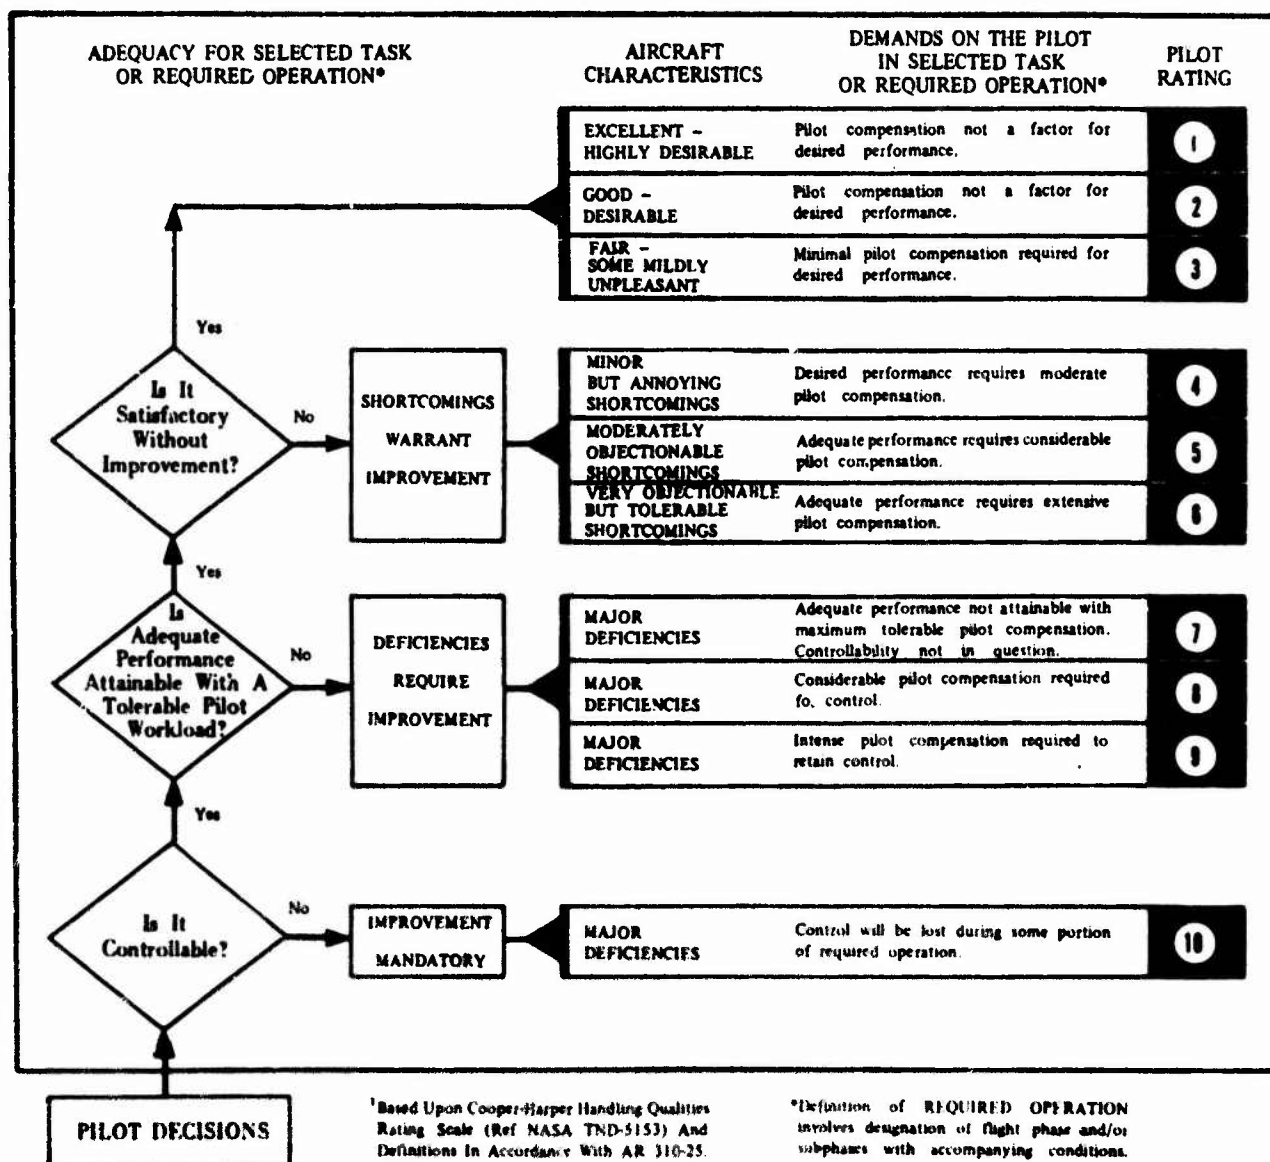 ADEQUACY FOR SELECTED TASK
OR REQUIRED OPERATION*
AIRCRAFT
CHARACTERISTICS
DEMANDS ON THE PILOT
IN SELECTED TASK
OR REQUIRED OPERATION*
PILOT
RATING
EXCELLENT –
HIGHLY DESIRABLE
Pilot compensation not a factor for
desired performance.
1
GOOD –
DESIRABLE
Pilot compensation not a factor for
desired performance.
2
FAIR –
SOME MILDLY
UNPLEASANT
Minimal pilot compensation required for
desired performance.
3
Yes
Is It
Satisfactory
Without
Improvement?
No
SHORTCOMINGS
WARRANT
IMPROVEMENT
MINOR
BUT ANNOYING
SHORTCOMINGS
Desired performance requires moderate
pilot compensation.
4
MODERATELY
OBJECTIONABLE
SHORTCOMINGS
Adequate performance requires considerable
pilot compensation.
5
VERY OBJECTIONABLE
BUT TOLERABLE
SHORTCOMINGS
Adequate performance requires extensive
pilot compensation.
6
Yes
Is
Adequate
Performance
Attainable With A
Tolerable Pilot
Workload?
No
DEFICIENCIES
REQUIRE
IMPROVEMENT
MAJOR
DEFICIENCIES
Adequate performance not attainable with
maximum tolerable pilot compensation.
Controllability not in question.
7
MAJOR
DEFICIENCIES
Considerable pilot compensation required
fo. control.
8
MAJOR
DEFICIENCIES
Intense pilot compensation required to
retain control.
9
Yes
Is It
Controllable?
No
IMPROVEMENT
MANDATORY
MAJOR
DEFICIENCIES
Control will be lost during some portion
of required operation.
10
PILOT DECISIONS
¹Based Upon Cooper-Harper Handling Qualities
Rating Scale (Ref NASA TND-5153) And
Definitions In Accordance With AR 310-25.
*Definition of REQUIRED OPERATION
involves designation of flight phase and/or
subphases with accompanying conditions.